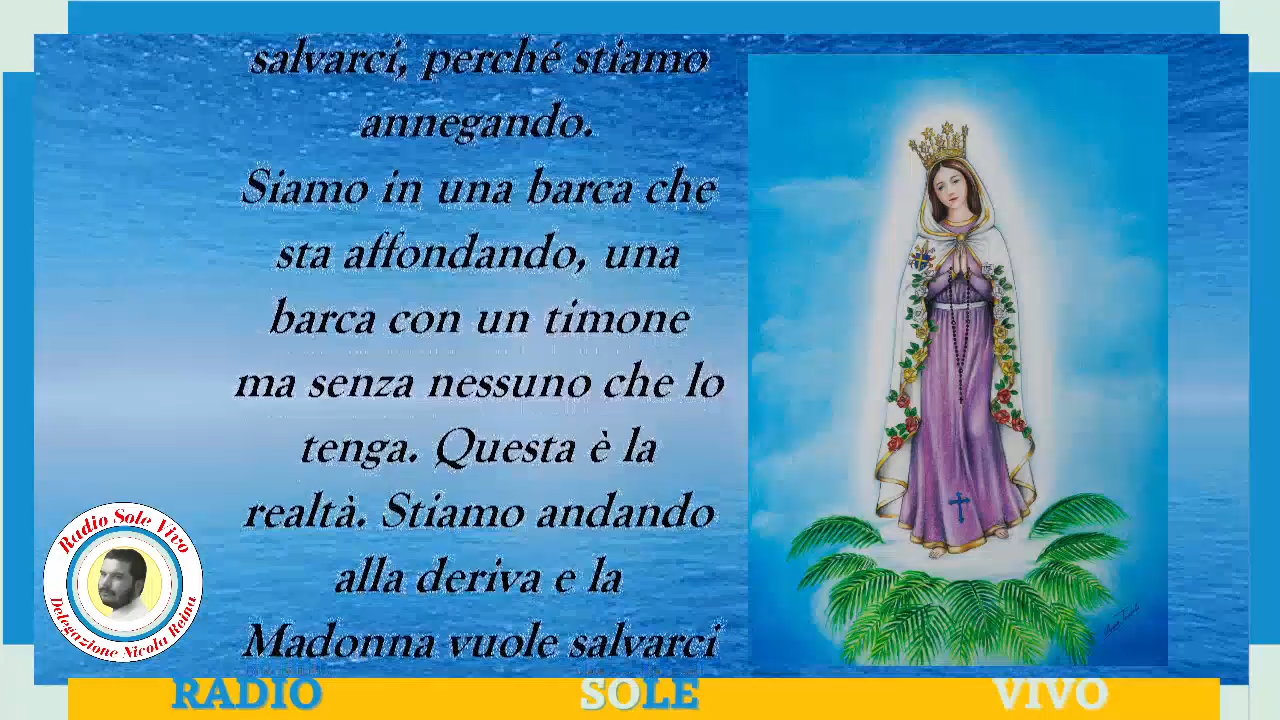 salvarci, perché stiamo
annegando.
Siamo in una barca che
sta affondando, una
barca con un timone
ma senza nessuno che lo
tenga. Questa è la
realtà. Stiamo andando
alla deriva e la
Madonna vuole salvarci
Radio Sole Vivo
Delegazione Nicola Reina
RADIO SOLE VIVO